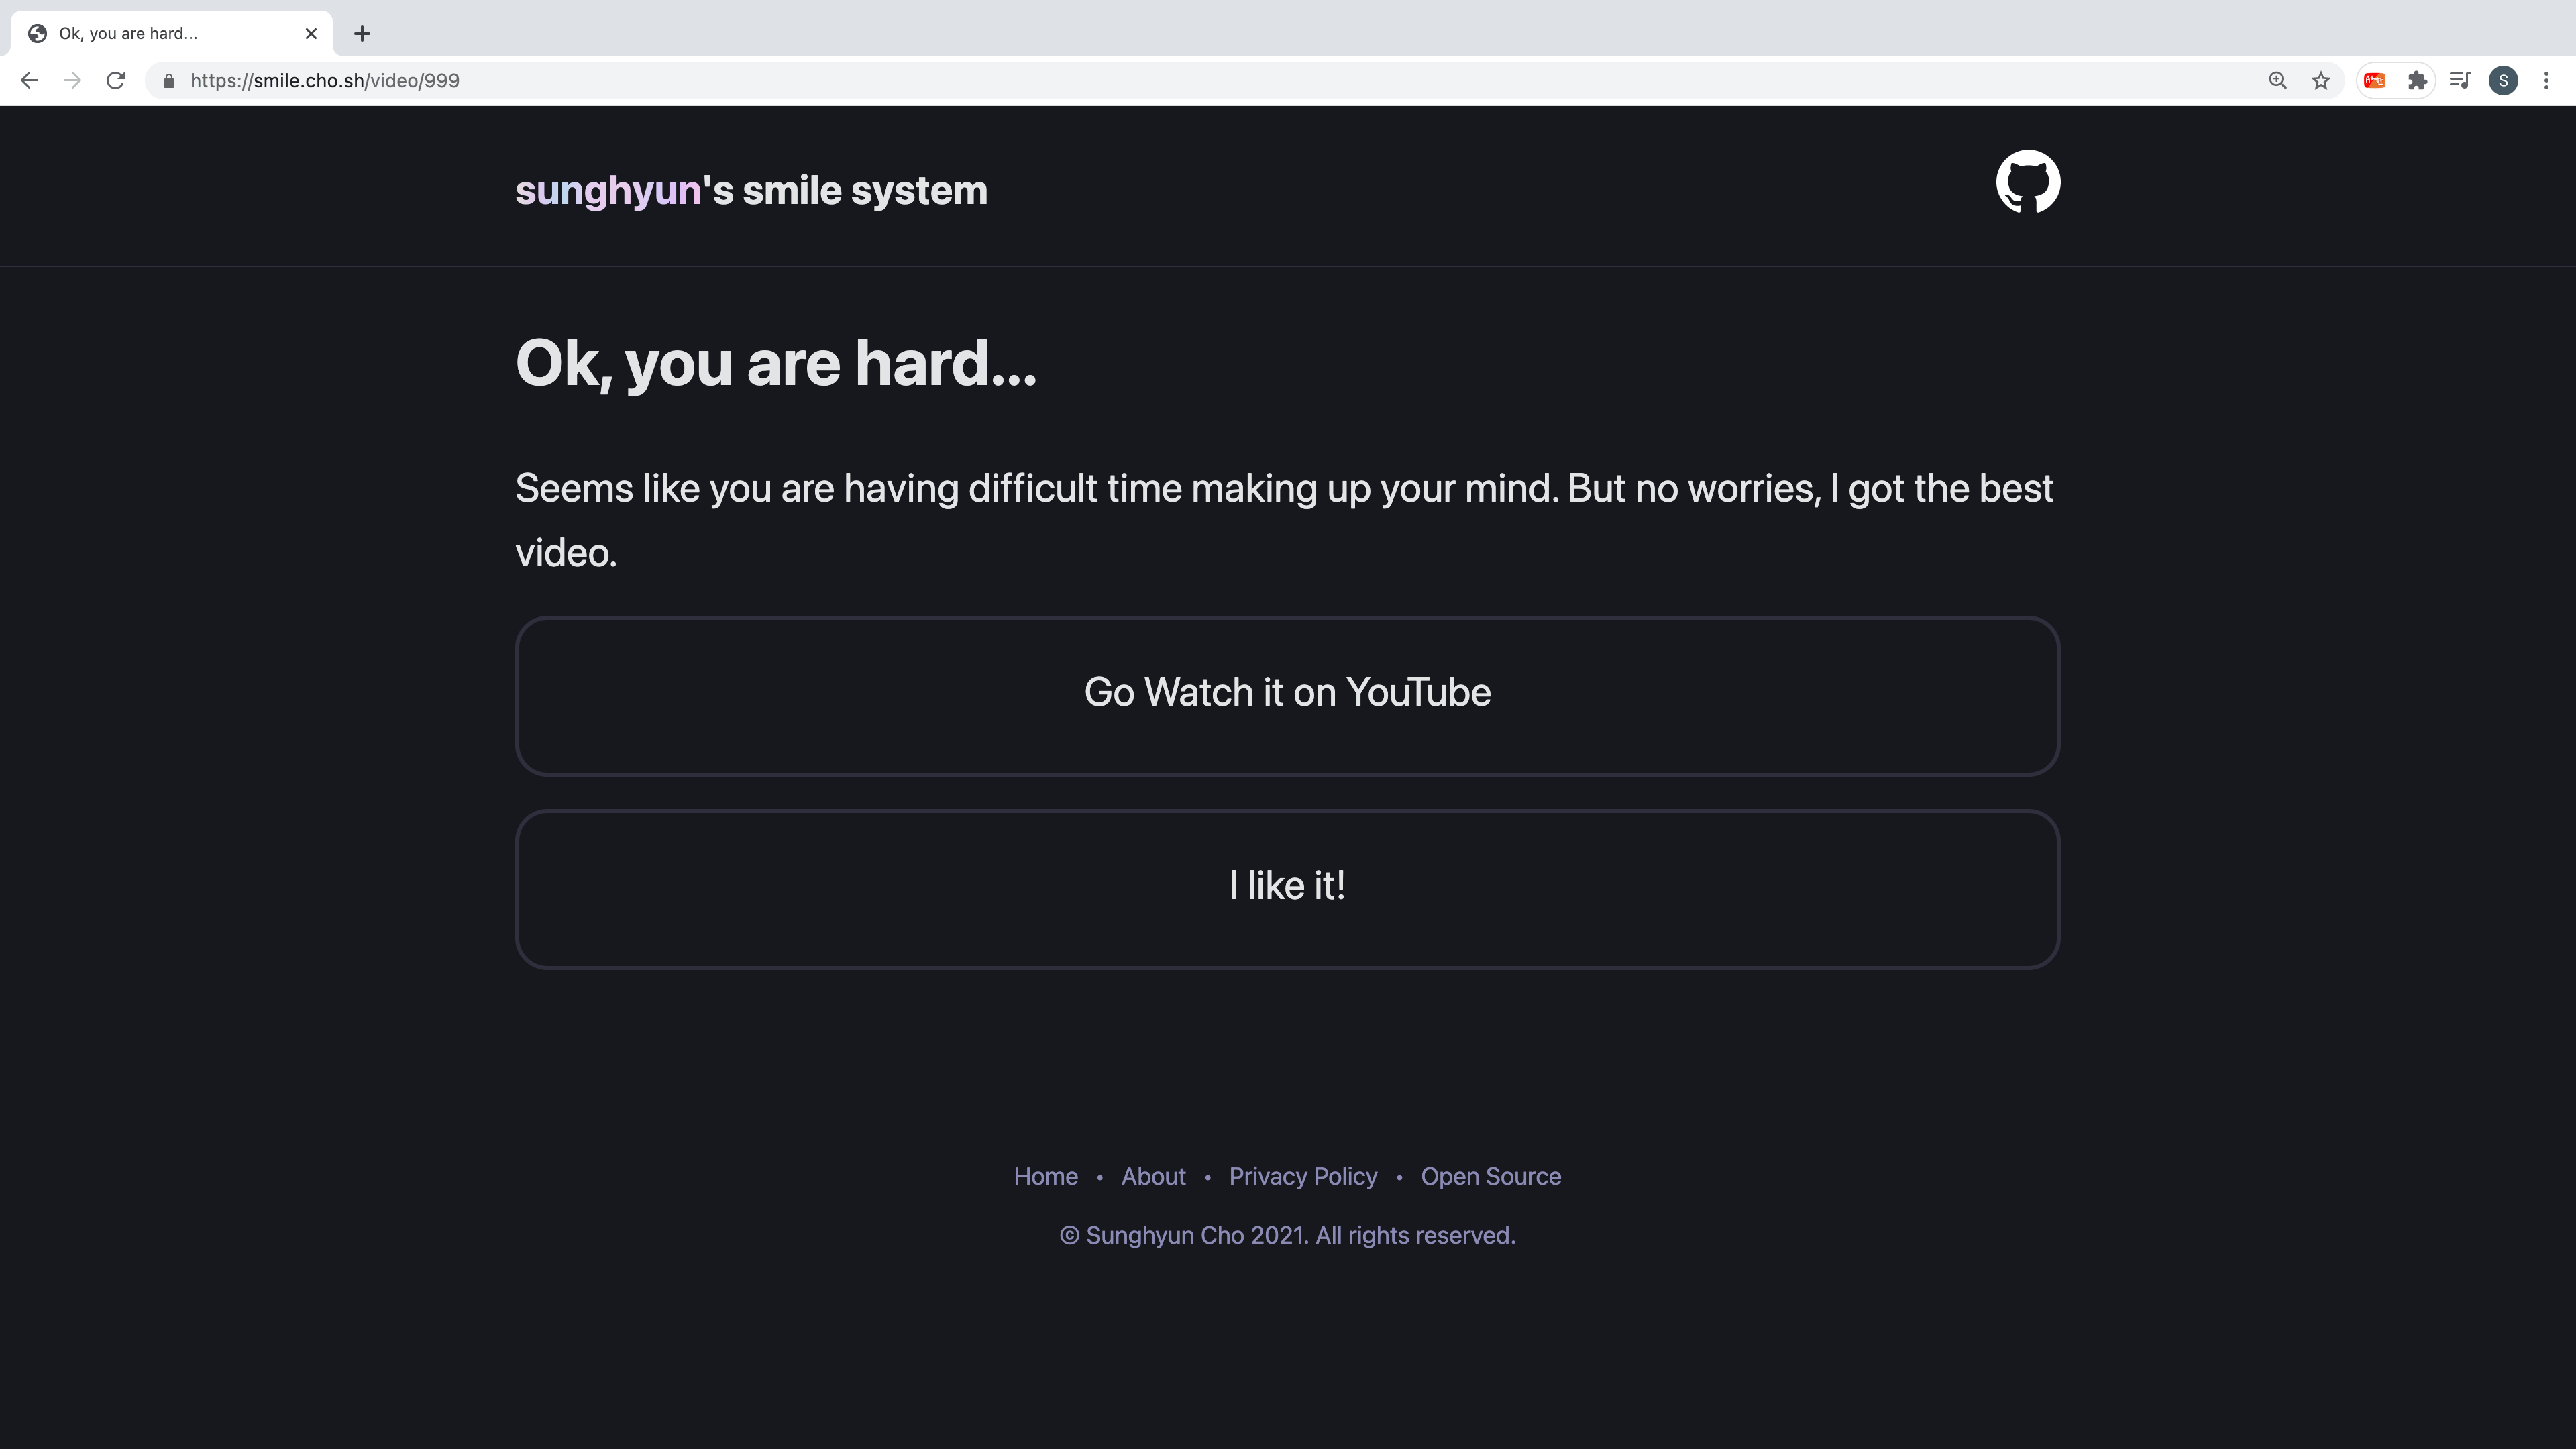 Ok, you are hard...
https://smile.cho.sh/video/999
S
sunghyun's smile system
Ok, you are hard...
Seems like you are having difficult time making up your mind. But no worries, I got the best
video.
Go Watch it on YouTube
I like it!
Home • About • Privacy Policy • Open Source
© Sunghyun Cho 2021. All rights reserved.